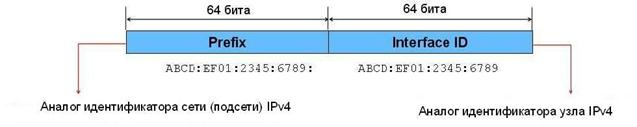 64 бита 64 бита
Prefix Interface ID
ABCD:EF01:2345:6789: ABCD:EF01:2345:6789
Аналог идентификатора сети (подсети) IPv4 Аналог идентификатора узла IPv4